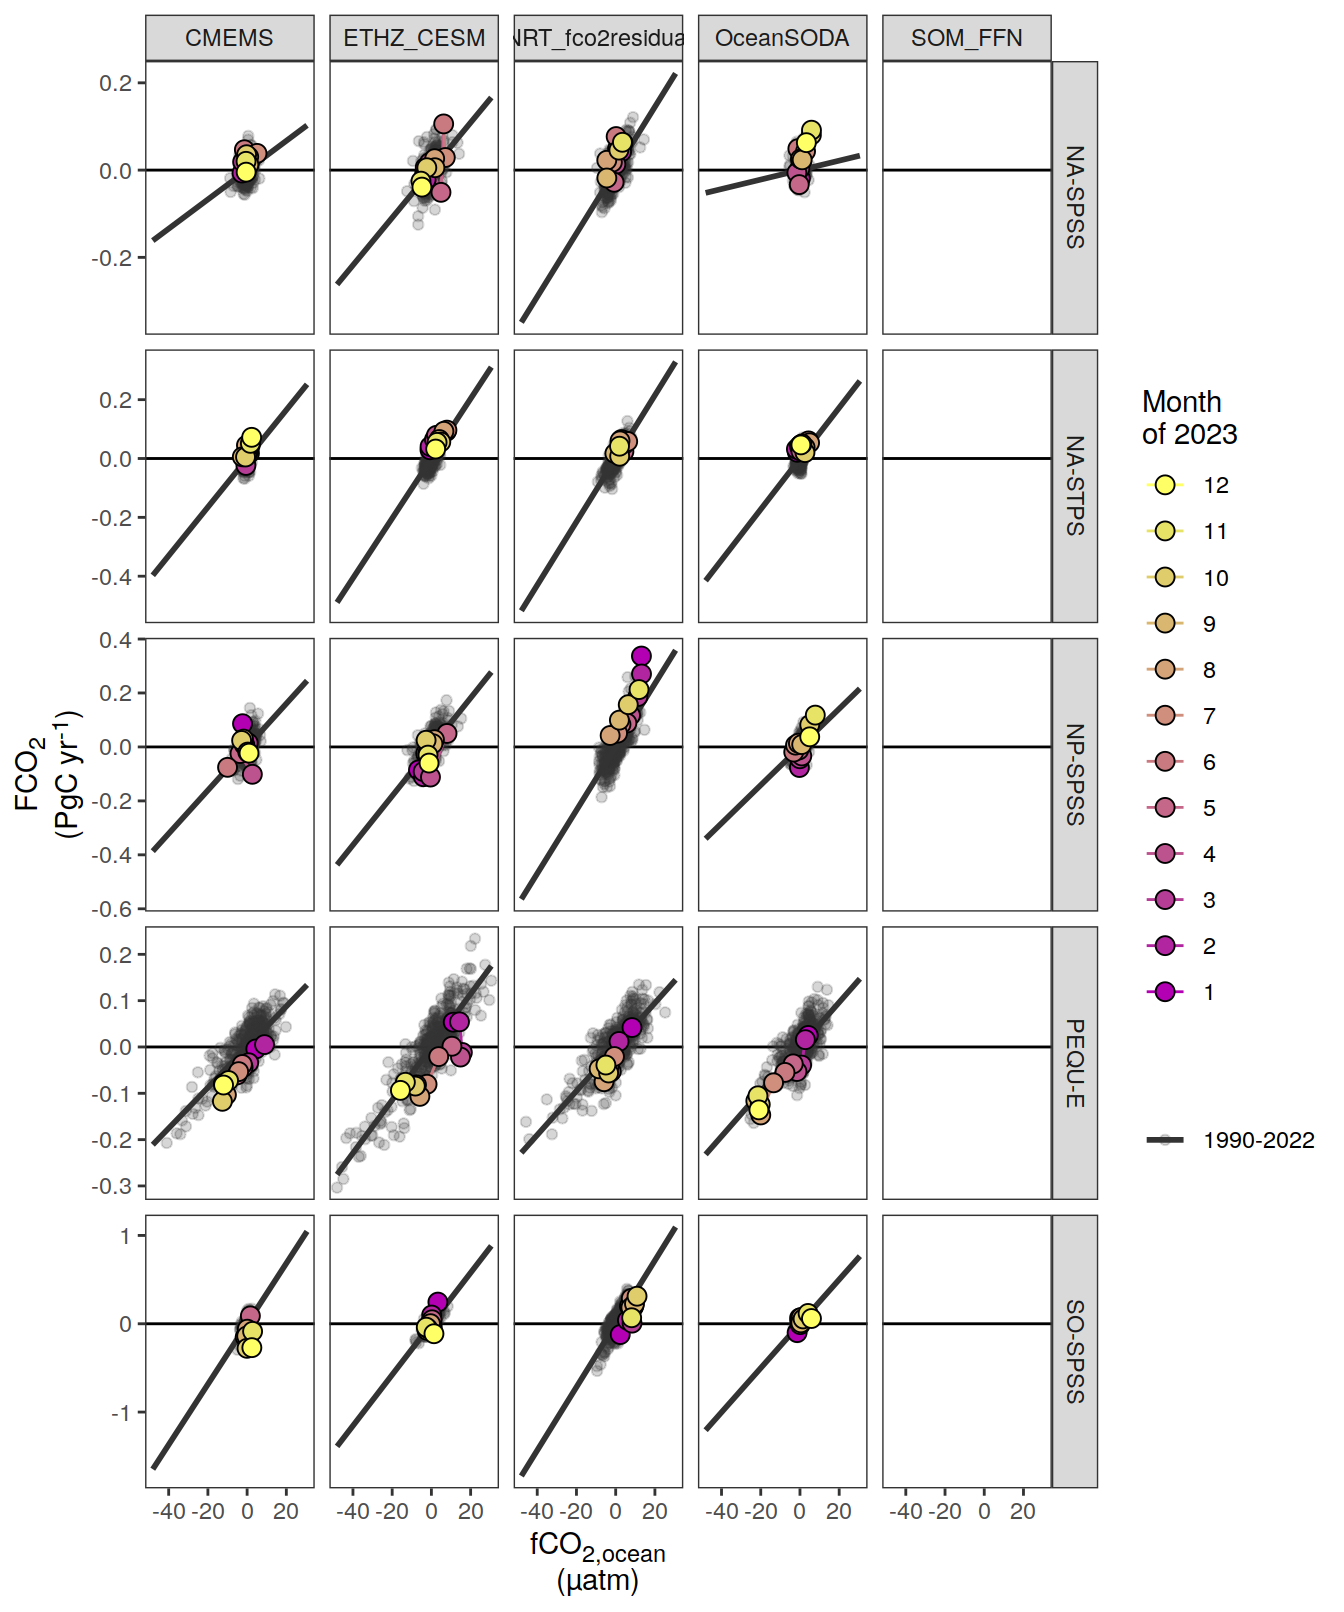 CMEMS ETHZ_CESM NRT_fco2residua OceanSODA SOM_FFN
0.2
0.0
-0.2
NA-SPSS
0.2
0.0
-0.2
-0.4
NA-STPS
0.4
0.2
0.0
-0.2
-0.4
-0.6
NP-SPSS
0.2
0.1
0.0
-0.1
-0.2
-0.3
PEQU-E
1
0
-1
SO-SPSS
-40 -20 0 20 -40 -20 0 20 -40 -20 0 20 -40 -20 0 20 -40 -20 0 20
FCO2
(PgC yr-1)
fCO2,ocean
(µatm)
Month
of 2023
12
11
10
9
8
7
6
5
4
3
2
1
1990-2022